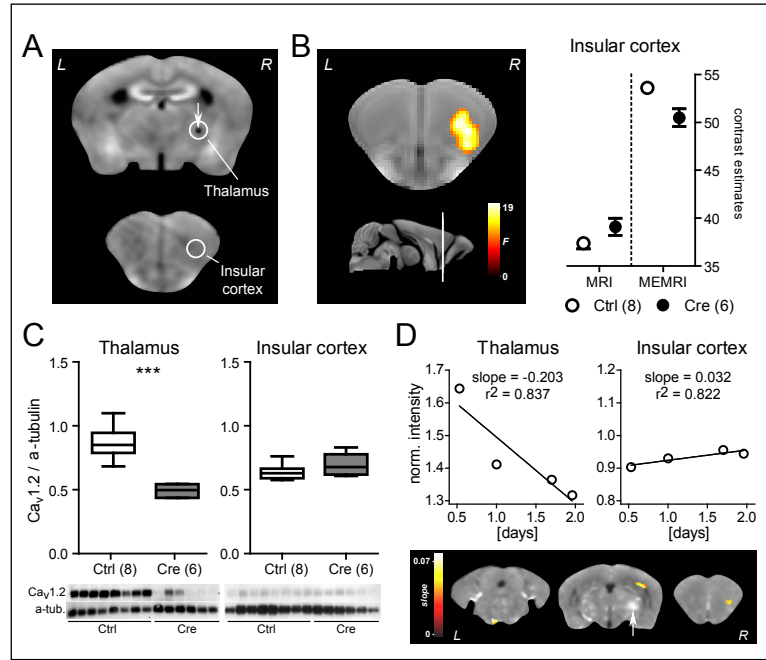 A
L
R
Thalamus
Insular
cortex
B
L
R
19
F
0
Insular cortex
55
50
45
40
35
contrast estimates
MRI
MEMRI
Ctrl (8)
Cre (6)
C
Thalamus
***
1.5
1.0
0.5
0.0
Cav1.2 / a-tubulin
Ctrl (8)
Cre (6)
Insular cortex
1.5
1.0
0.5
0.0
Ctrl (8)
Cre (6)
Cav1.2
a-tub.
Ctrl
Cre
Ctrl
Cre
D
Thalamus
slope = -0.203
r2 = 0.837
1.7
1.6
1.5
1.4
1.3
norm. intensity
0.5 1.0 1.5 2.0
[days]
Insular cortex
slope = 0.032
r2 = 0.822
1.2
1.1
1.0
0.9
0.8
0.5 1.0 1.5 2.0
[days]
0.07
slope
0
L
R